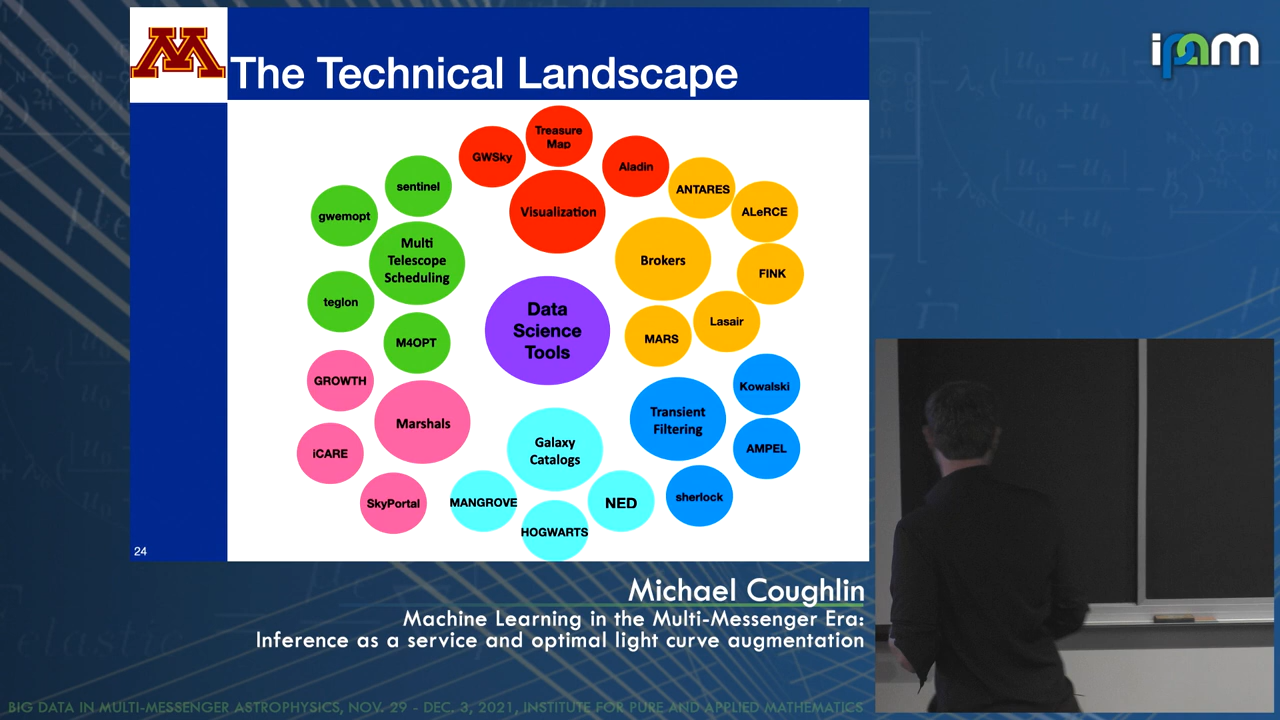 M
The Technical Landscape
ipam
Treasure
Map
GWSky
Aladin
sentinel
ANTARES
Visualization
ALeRCE
gwemopt
Multi
Telescope
Scheduling
Brokers
FINK
teglon
Data
Science
Tools
Lasair
MARS
M4OPT
GROWTH
Kowalski
Marshals
Transient
Filtering
Galaxy
Catalogs
AMPEL
iCARE
SkyPortal
MANGROVE
NED
sherlock
HOGWARTS
24
Michael Coughlin
Machine Learning in the Multi-Messenger Era:
Inference as a service and optimal light curve augmentation
BIG DATA IN MULTI-MESSENGER ASTROPHYSICS, NOV. 29 - DEC. 3, 2021, INSTITUTE FOR PURE AND APPLIED MATHEMATICS